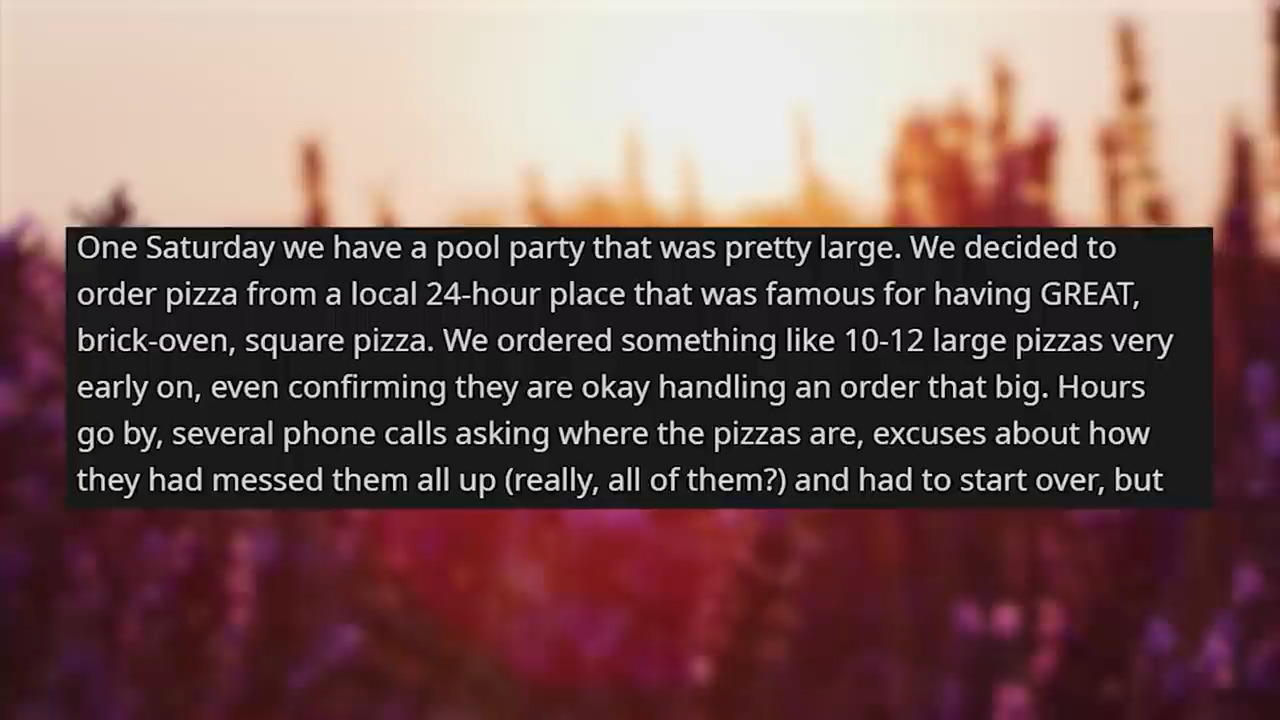 One Saturday we have a pool party that was pretty large. We decided to
order pizza from a local 24-hour place that was famous for having GREAT,
brick-oven, square pizza. We ordered something like 10-12 large pizzas very
early on, even confirming they are okay handling an order that big. Hours
go by, several phone calls asking where the pizzas are, excuses about how
they had messed them all up (really, all of them?) and had to start over, but